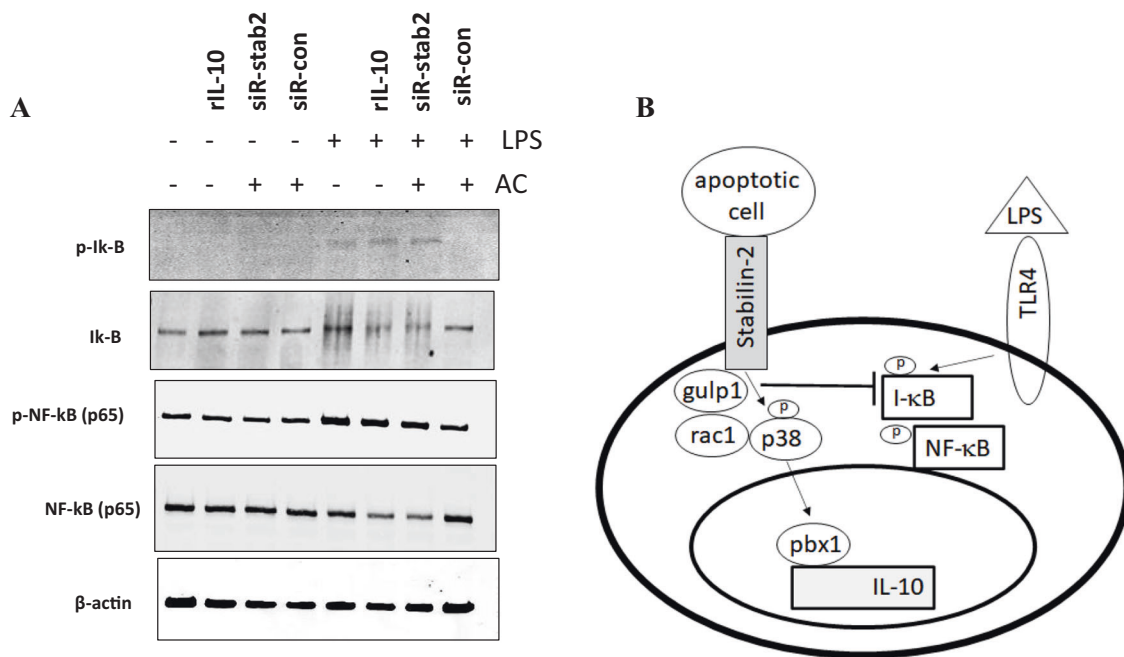 A
rIL-10
siR-stab2
siR-con
rIL-10
siR-stab2
siR-con
- - - - + + + + LPS
- - + + - - + + AC
p-Ik-B
Ik-B
p-NF-kB (p65)
NF-kB (p65)
β-actin
B
apoptotic
cell
LPS
Stabilin-2
TLR4
gulp1
rac1
p
p38
p
I-κB
p
NF-κB
pbx1
IL-10